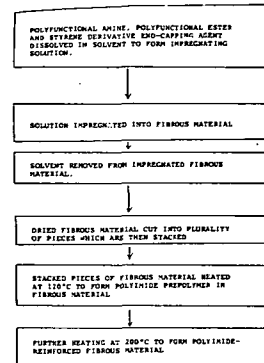 POLYFUNCTIONAL AMINE, POLYFUNCTIONAL ESTER
AND STYRENE DERIVATIVE END-CAPPING AGENT
DISSOLVED IN SOLVENT TO FORM IMPREGNATING
SOLUTION.
SOLUTION IMPREGNATED INTO FIBROUS MATERIAL
SOLVENT REMOVED FROM IMPREGNATED FIBROUS
MATERIAL.
DRIED FIBROUS MATERIAL CUT INTO PLURALITY
OF PIECES WHICH ARE THEN STACKED
STACKED PIECES OF FIBROUS MATERIAL HEATED
AT 120°C TO FORM POLYIMIDE PREPOLYMER IN
FIBROUS MATERIAL
FURTHER HEATING AT 200°C TO FORM POLYIMIDE-
REINFORCED FIBROUS MATERIAL